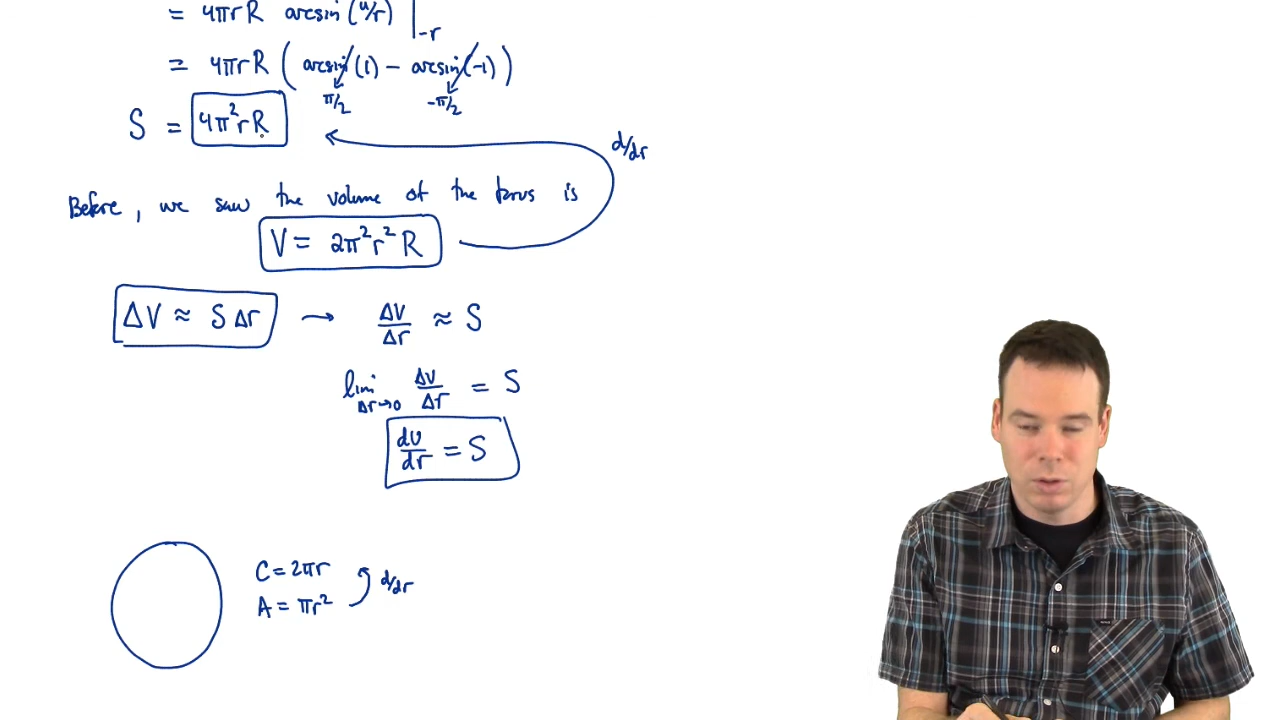 = 4πrR arcsin(u/r) |₋ᵣ
= 4πrR ( arcsin(1) − arcsin(−1) )
π/2 −π/2
S = 4π²rR
d/dr
Before, we saw the volume of the torus is
V = 2π²r²R
ΔV ≈ S Δr → ΔV/Δr ≈ S
lim Δr→0 ΔV/Δr = S
dV/dr = S
C = 2πr
d/dr
A = πr²